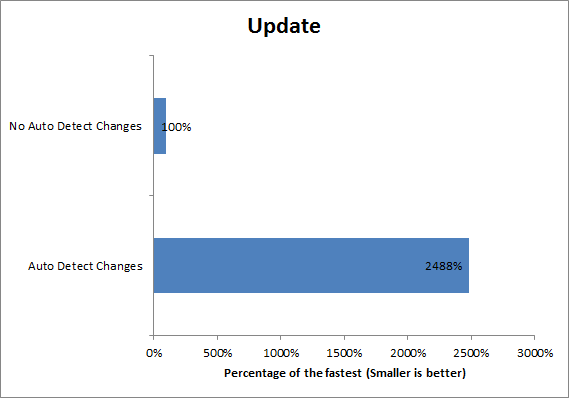 Update
No Auto Detect Changes
100%
Auto Detect Changes
2488%
0% 500% 1000% 1500% 2000% 2500% 3000%
Percentage of the fastest (Smaller is better)